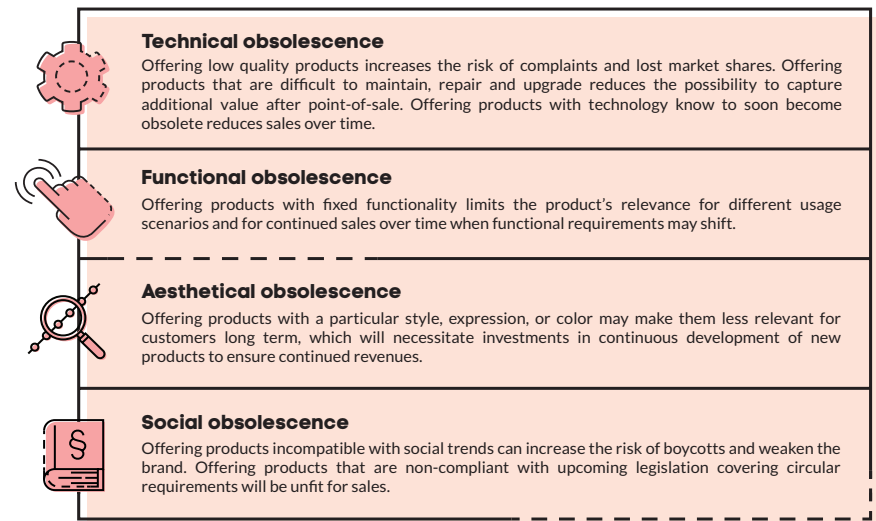 Technical obsolescence
Offering low quality products increases the risk of complaints and lost market shares. Offering
products that are difficult to maintain, repair and upgrade reduces the possibility to capture
additional value after point-of-sale. Offering products with technology know to soon become
obsolete reduces sales over time.
Functional obsolescence
Offering products with fixed functionality limits the product’s relevance for different usage
scenarios and for continued sales over time when functional requirements may shift.
Aesthetical obsolescence
Offering products with a particular style, expression, or color may make them less relevant for
customers long term, which will necessitate investments in continuous development of new
products to ensure continued revenues.
Social obsolescence
Offering products incompatible with social trends can increase the risk of boycotts and weaken the
brand. Offering products that are non-compliant with upcoming legislation covering circular
requirements will be unfit for sales.
§